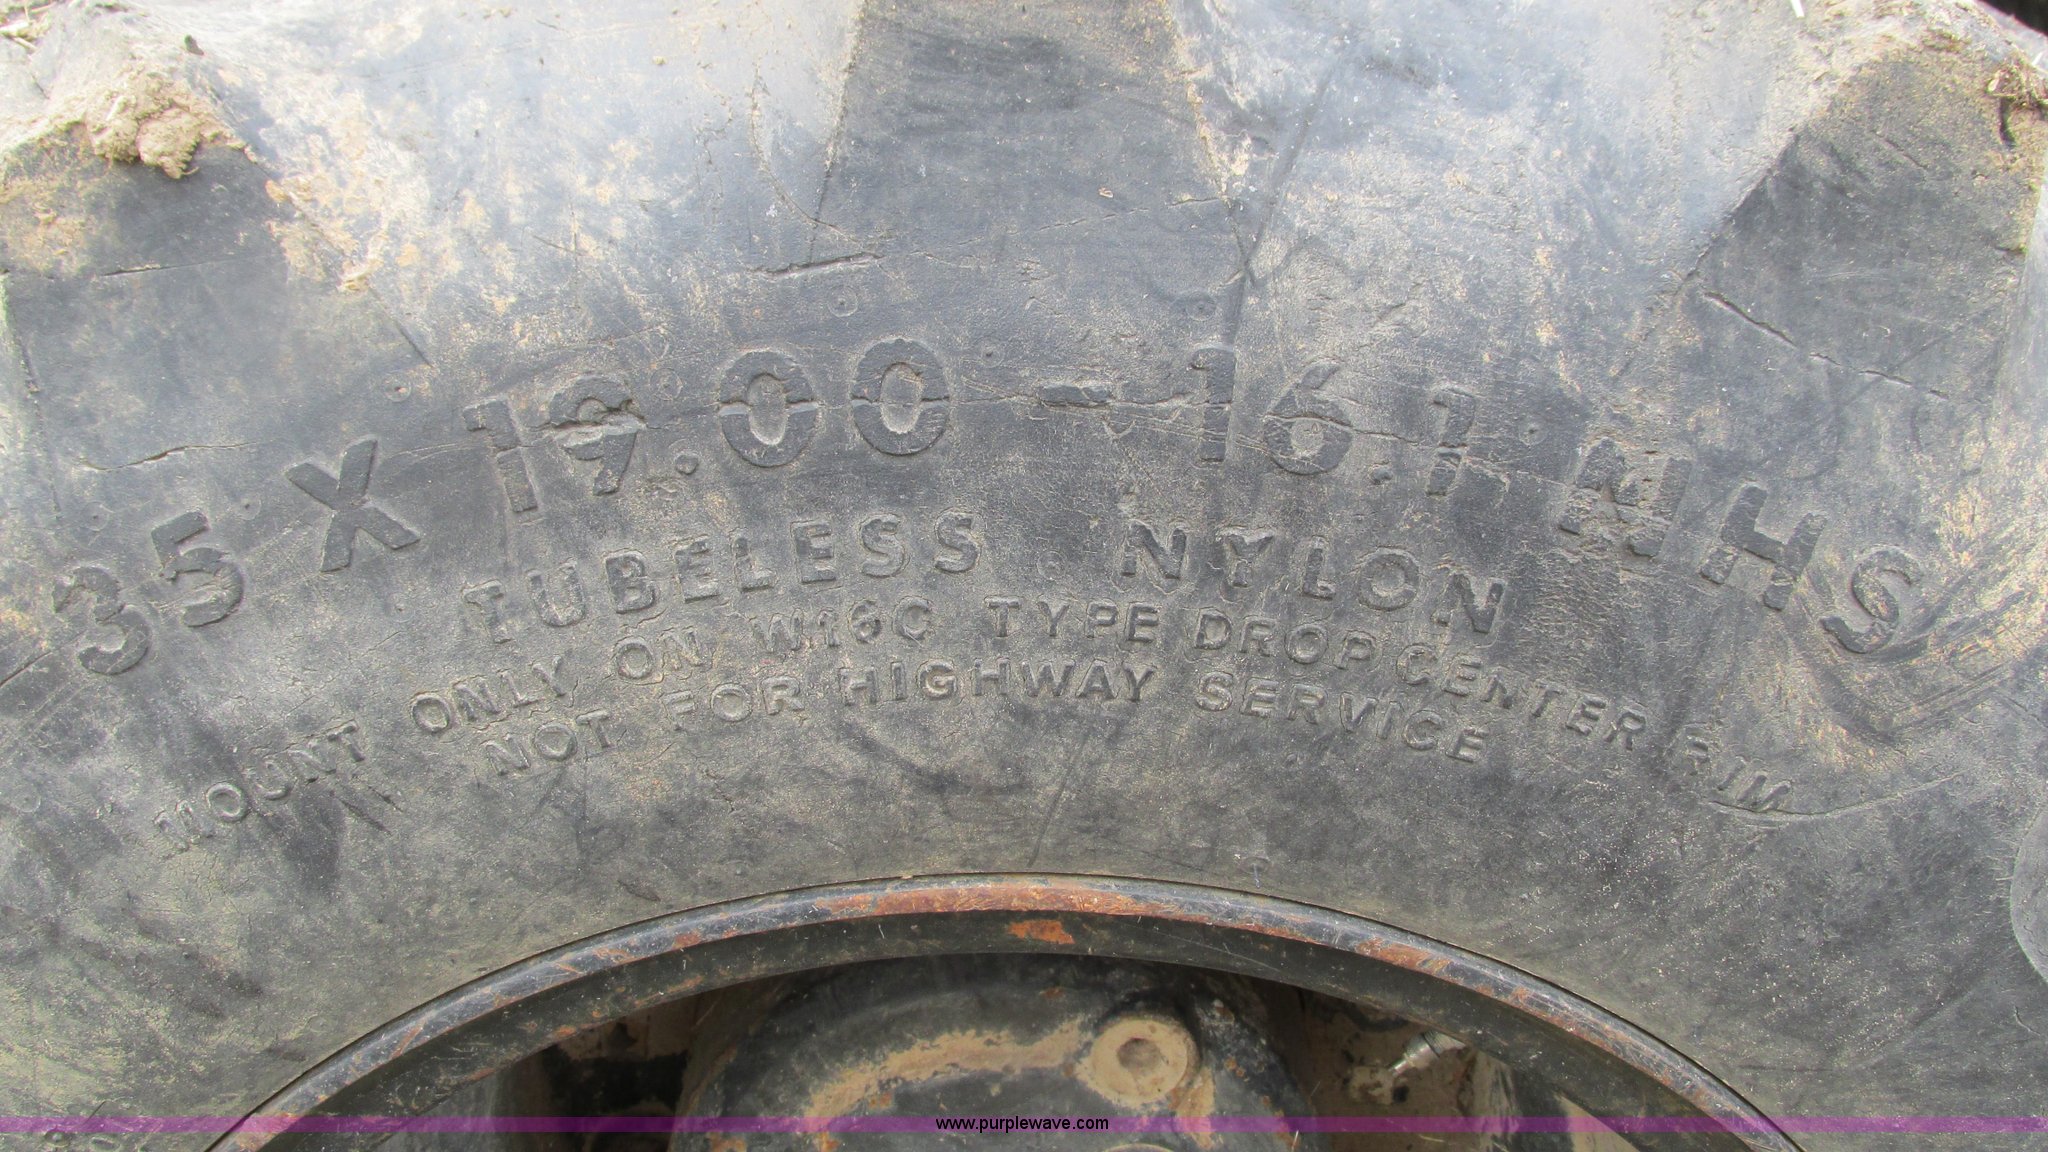 35 X 19.00 - 16.1 NHS
TUBELESS NYLON
MOUNT ONLY ON W16C TYPE DROP CENTER RIM
NOT FOR HIGHWAY SERVICE
www.purplewave.com